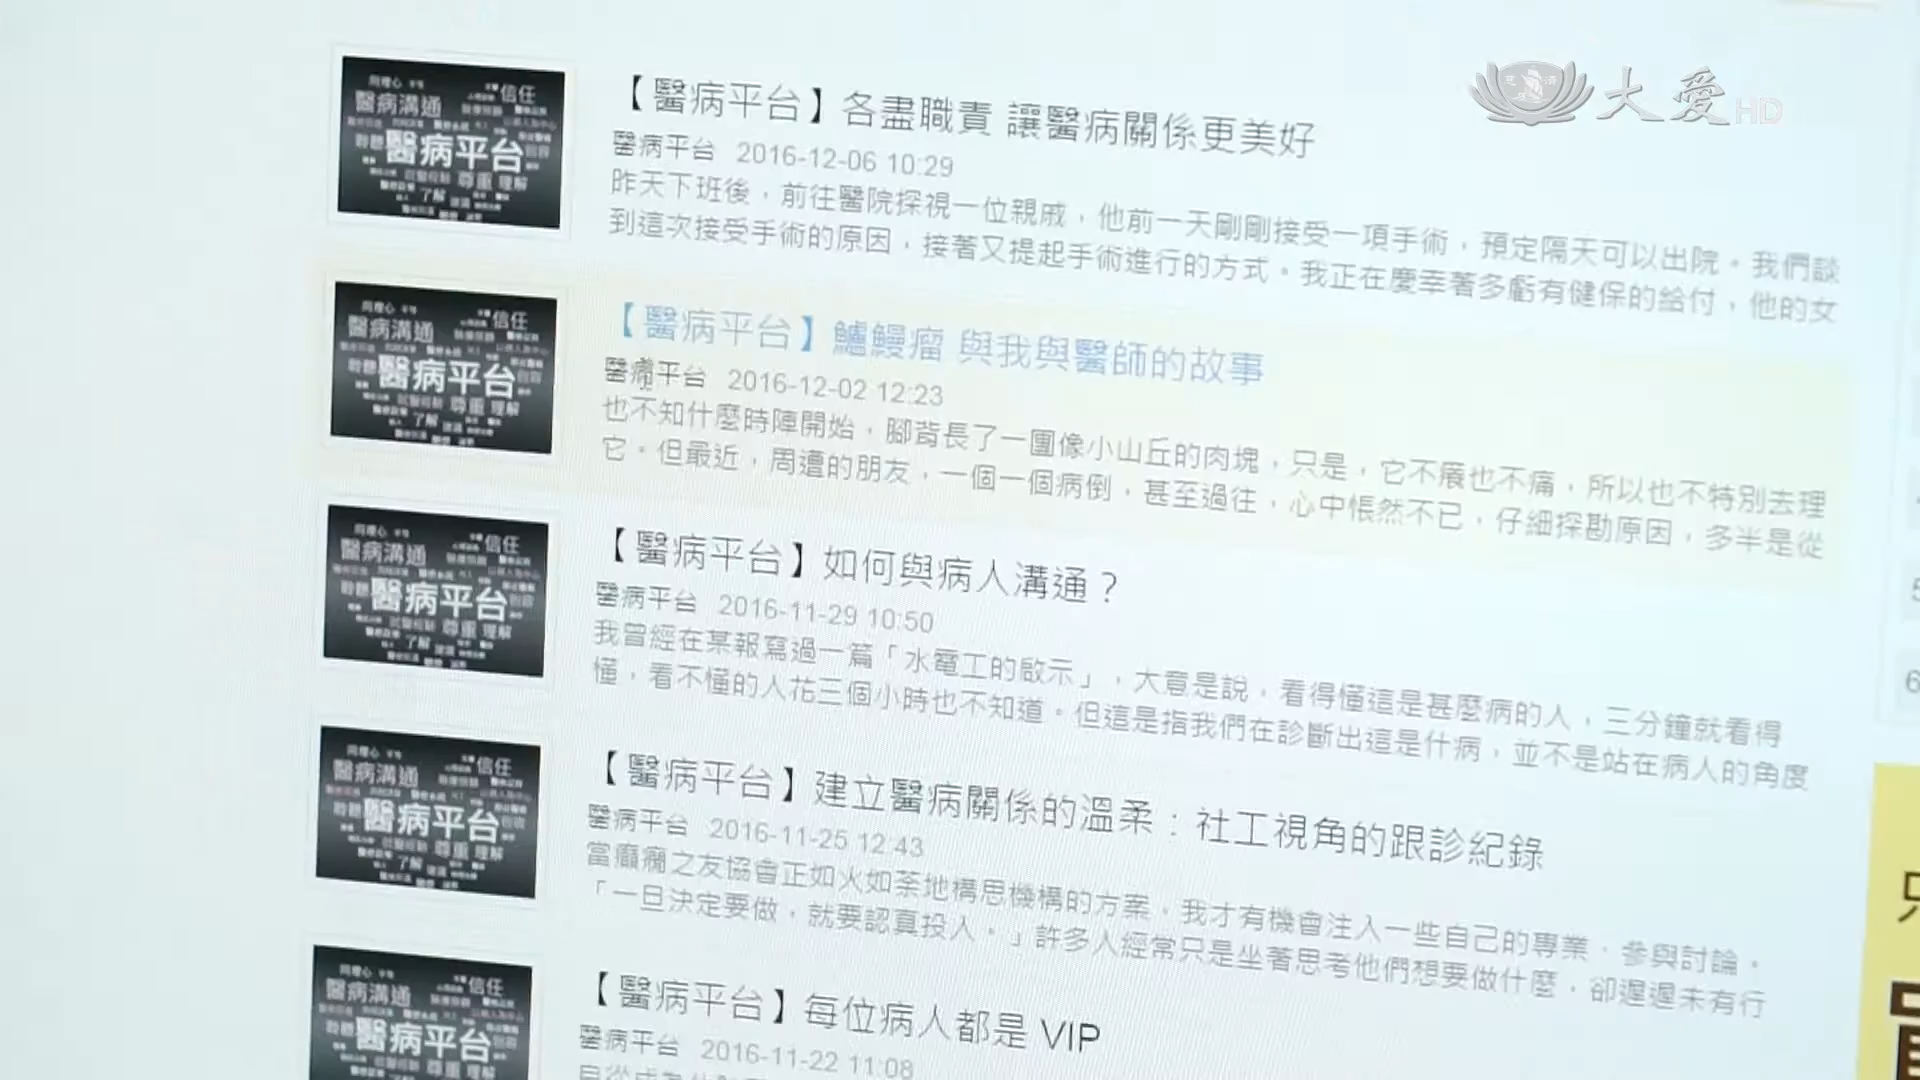 大愛HD
【醫病平台】各盡職責 讓醫病關係更美好
醫病平台 2016-12-06 10:29
昨天下班後，前往醫院探視一位親戚，他前一天剛剛接受一項手術，預定隔天可以出院。我們談
到這次接受手術的原因，接著又提起手術進行的方式。我正在慶幸著多虧有健保的給付，他的女
【醫病平台】鱸鰻瘤 與我與醫師的故事
醫病平台 2016-12-02 12:23
也不知什麼時陣開始，腳背長了一團像小山丘的肉塊，只是，它不癢也不痛，所以也不特別去理
它。但最近，周遭的朋友，一個一個病倒，甚至過往，心中悵然不已，仔細探勘原因，多半是從
【醫病平台】如何與病人溝通？
醫病平台 2016-11-29 10:50
我曾經在某報寫過一篇「水電工的啟示」，大意是說，看得懂這是甚麼病的人，三分鐘就看得
懂，看不懂的人花三個小時也不知道。但這是指我們在診斷出這是什病，並不是站在病人的角度
【醫病平台】建立醫病關係的溫柔：社工視角的跟診紀錄
醫病平台 2016-11-25 12:43
當癲癇之友協會正如火如荼地構思機構的方案，我才有機會注入一些自己的專業，參與討論。
「一旦決定要做，就要認真投入。」許多人經常只是坐著思考他們想要做什麼，卻遲遲未有行
【醫病平台】每位病人都是 VIP
醫病平台 2016-11-22 11:08
同理心
信任
醫病溝通
醫病平台
尊重 理解
了解